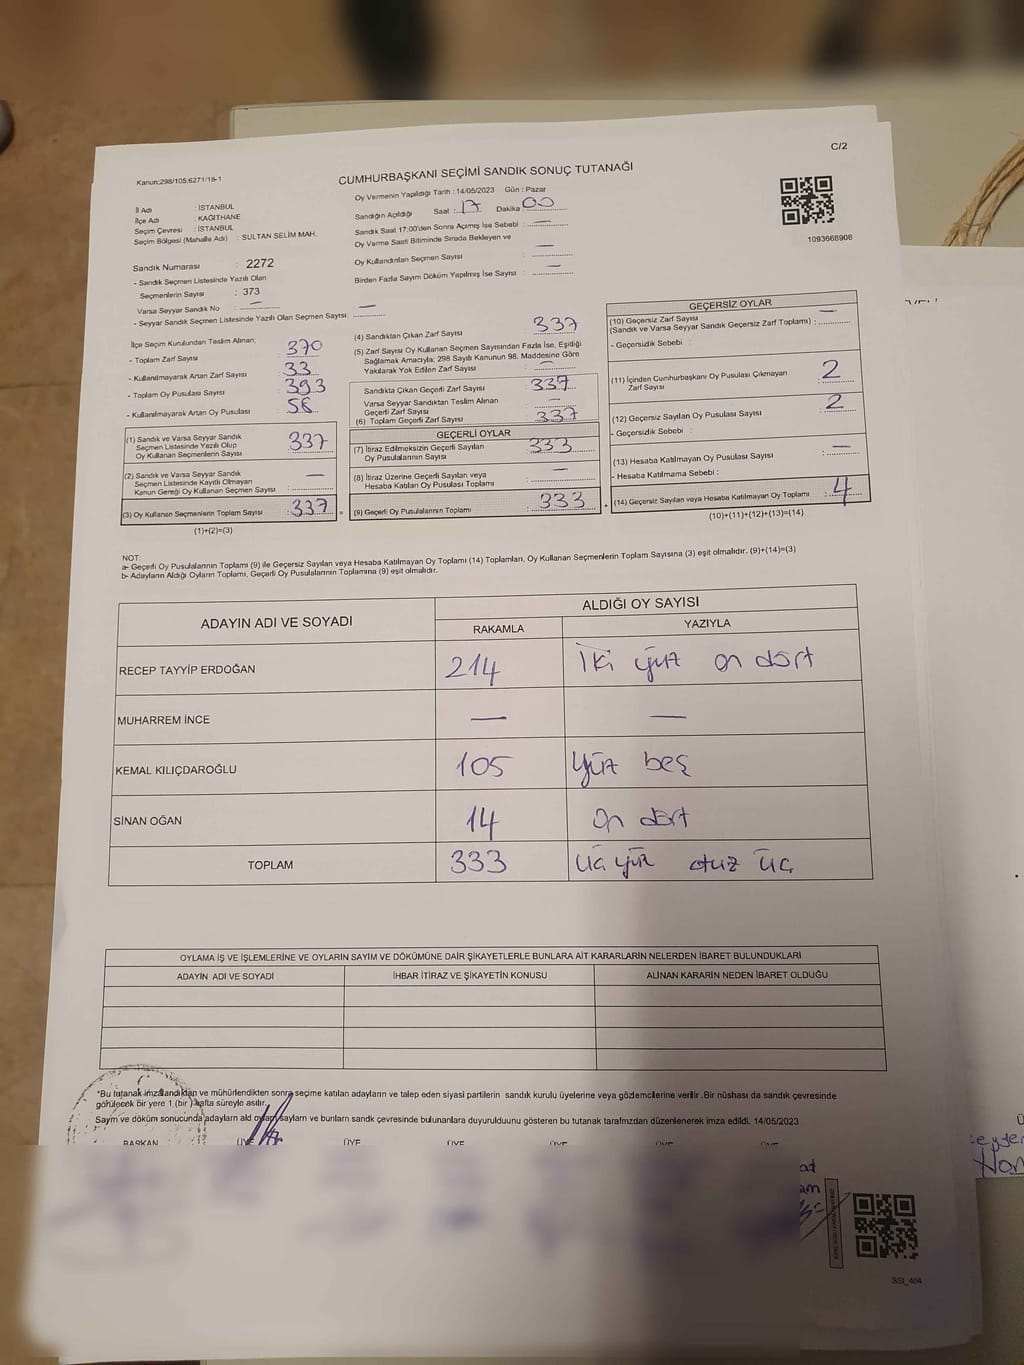 C/2
Kanun;298/105;6271/18-1
CUMHURBAŞKANI SEÇİMİ SANDIK SONUÇ TUTANAĞI
İl Adı : İSTANBUL
İlçe Adı : KAĞITHANE
Seçim Çevresi : İSTANBUL
Seçim Bölgesi (Mahalle Adı) : SULTAN SELİM MAH.
Oy Vermenin Yapıldığı Tarih : 14/05/2023 Gün : Pazar
Sandığın Açıldığı Saat : 17 Dakika 00
Sandık Saat 17:00'den Sonra Açımış İse Sebebi : —
Oy Verme Saati Bitiminde Sırada Bekleyen ve
Oy Kullandırılan Seçmen Sayısı : —
Birden Fazla Sayım Döküm Yapılmış İse Sayısı : —
1093668906
Sandık Numarası : 2272
- Sandık Seçmen Listesinde Yazılı Olan
Seçmenlerin Sayısı : 373
Varsa Seyyar Sandık No : —
- Seyyar Sandık Seçmen Listesinde Yazılı Olan Seçmen Sayısı: —
İlçe Seçim Kurulundan Teslim Alınan;
- Toplam Zarf Sayısı : 370
- Kullanılmayarak Artan Zarf Sayısı : 33
- Toplam Oy Pusulası Sayısı : 393
- Kullanılmayarak Artan Oy Pusulası : 56
(1) Sandık ve Varsa Seyyar Sandık
Seçmen Listesinde Yazılı Olup
Oy Kullanan Seçmenlerin Sayısı : 337
(2) Sandık ve Varsa Seyyar Sandık
Seçmen Listesinde Kayıtlı Olmayan
Kanun Gereği Oy Kullanan Seçmen Sayısı : —
(3) Oy Kullanan Seçmenlerin Toplam Sayısı : 337
(1)+(2)=(3)
(4) Sandıktan Çıkan Zarf Sayısı : 337
(5) Zarf Sayısı Oy Kullanan Seçmen Sayısından Fazla İse, Eşitliği
Sağlamak Amacıyla; 298 Sayılı Kanunun 98. Maddesine Göre
Yakılarak Yok Edilen Zarf Sayısı : —
Sandıkta Çıkan Geçerli Zarf Sayısı : 337
Varsa Seyyar Sandıktan Teslim Alınan
Geçerli Zarf Sayısı : —
(6) Toplam Geçerli Zarf Sayısı : 337
GEÇERLİ OYLAR
(7) İtiraz Edilmeksizin Geçerli Sayılan
Oy Pusulalarının Sayısı : 333
(8) İtiraz Üzerine Geçerli Sayılan veya
Hesaba Katılan Oy Pusulası Toplamı : —
(9) Geçerli Oy Pusulalarının Toplamı : 333
GEÇERSİZ OYLAR
(10) Geçersiz Zarf Sayısı
(Sandık ve Varsa Seyyar Sandık Geçersiz Zarf Toplamı) : —
- Geçersizlik Sebebi :
(11) İçinden Cumhurbaşkanı Oy Pusulası Çıkmayan
Zarf Sayısı : 2
(12) Geçersiz Sayılan Oy Pusulası Sayısı : 2
- Geçersizlik Sebebi :
(13) Hesaba Katılmayan Oy Pusulası Sayısı : —
- Hesaba Katılmama Sebebi :
(14) Geçersiz Sayılan veya Hesaba Katılmayan Oy Toplamı : 4
(10)+(11)+(12)+(13)=(14)
NOT:
a- Geçerli Oy Pusulalarının Toplamı (9) ile Geçersiz Sayılan veya Hesaba Katılmayan Oy Toplamı (14) Toplamları, Oy Kullanan Seçmenlerin Toplam Sayısına (3) eşit olmalıdır. (9)+(14)=(3)
b- Adayların Aldığı Oyların Toplamı, Geçerli Oy Pusulalarının Toplamına (9) eşit olmalıdır.
ADAYIN ADI VE SOYADI
ALDIĞI OY SAYISI
RAKAMLA YAZIYLA
RECEP TAYYİP ERDOĞAN 214 İki yüz on dört
MUHARREM İNCE — —
KEMAL KILIÇDAROĞLU 105 Yüz beş
SİNAN OĞAN 14 On dört
TOPLAM 333 Üç yüz otuz üç
OYLAMA İŞ VE İŞLEMLERİNE VE OYLARIN SAYIM VE DÖKÜMÜNE DAİR ŞİKAYETLERLE BUNLARA AİT KARARLARIN NELERDEN İBARET BULUNDUKLARI
ADAYIN ADI VE SOYADI İHBAR İTİRAZ VE ŞİKAYETİN KONUSU ALINAN KARARIN NEDEN İBARET OLDUĞU
*Bu tutanak imzalandıktan ve mühürlendikten sonra seçime katılan adayların ve talep eden siyasi partilerin sandık kurulu üyelerine veya gözlemcilerine verilir .Bir nüshası da sandık çevresinde
görülecek bir yere 1 (bir) hafta süreyle asılır.
Sayım ve döküm sonucunda adayların ald oyların saylarn ve bunların sandk çevresinde bulunanlara duyurulduunu gösteren bu tutanak tarafmzdan düzenlenerek imza edildi. 14/05/2023
BAŞKAN ÜYE ÜYE ÜYE ÜYE ÜYE ÜYE
SSI_404